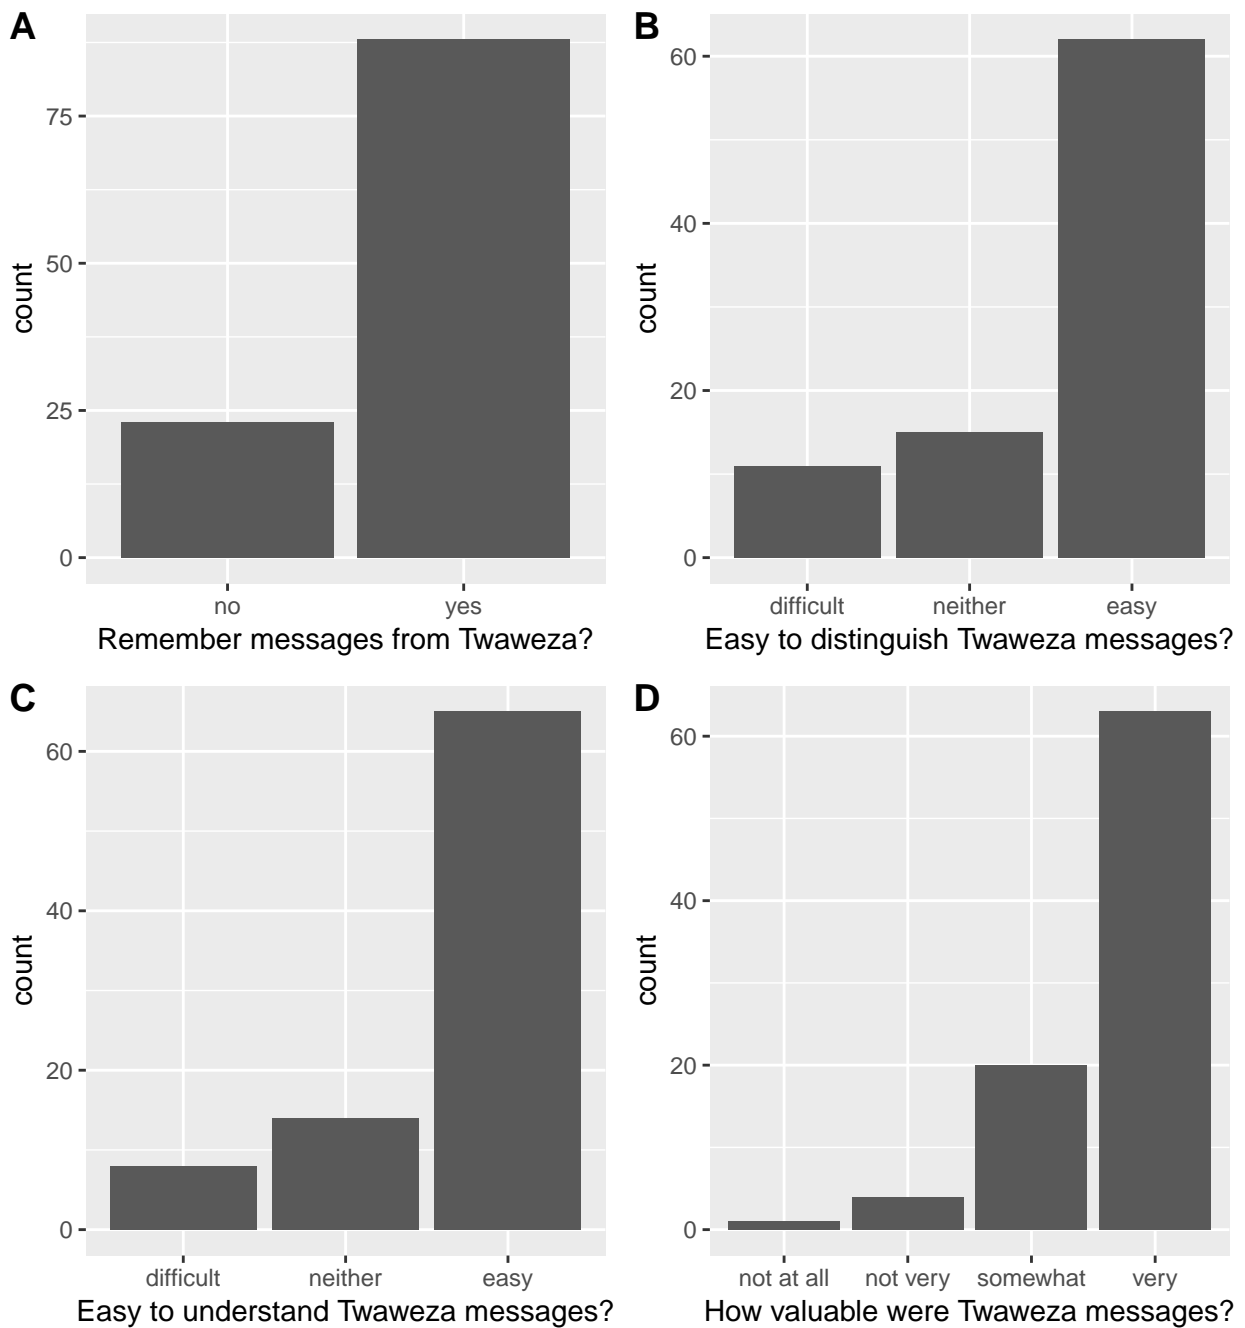 A
count
75
50
25
0
no yes
Remember messages from Twaweza?
B
count
60
40
20
0
difficult neither easy
Easy to distinguish Twaweza messages?
C
count
60
40
20
0
difficult neither easy
Easy to understand Twaweza messages?
D
count
60
40
20
0
not at all not very somewhat very
How valuable were Twaweza messages?